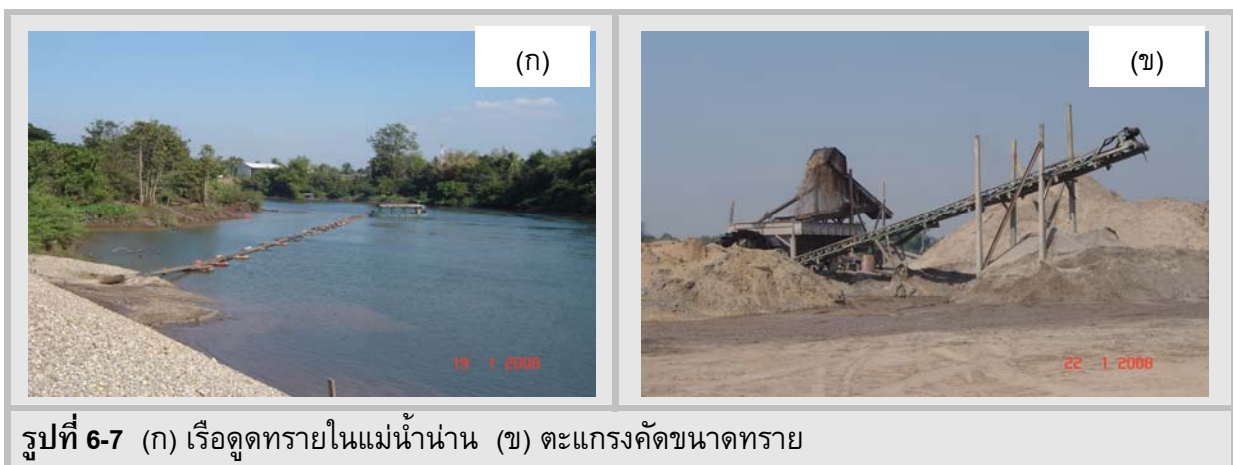 (ก)
(ข)
19 1 2008
22 1 2008
รูปที่ 6-7 (ก) เรือดูดทรายในแม่น้ำน่าน (ข) ตะแกรงคัดขนาดทราย